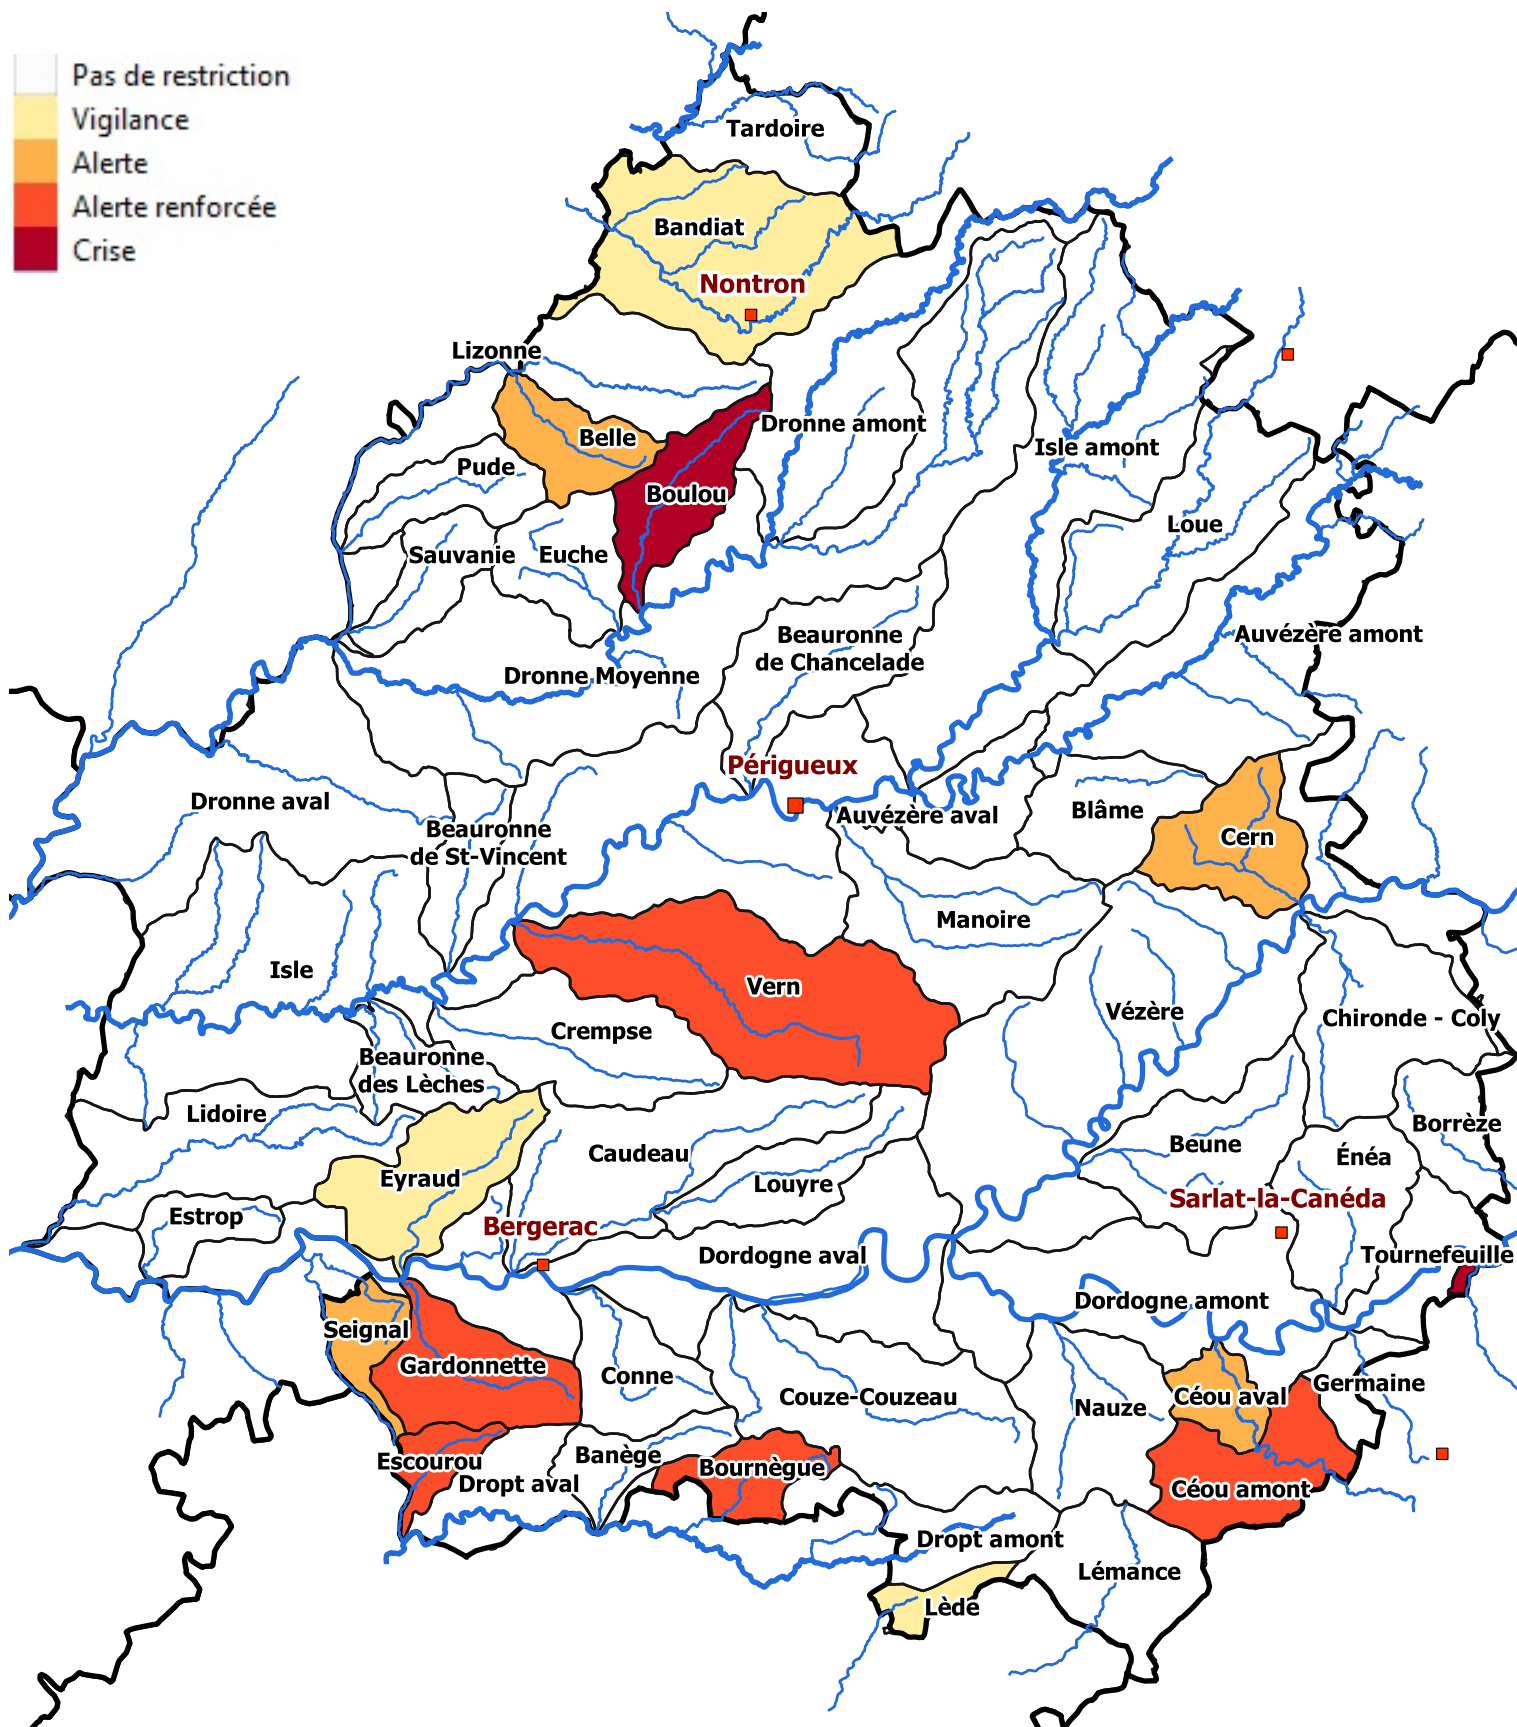 Pas de restriction
Vigilance
Alerte
Alerte renforcée
Crise
Tardoire
Bandiat
Nontron
Lizonne
Dronne amont
Belle
Isle amont
Pude
Boulou
Loue
Sauvanie
Euche
Auvézère amont
Beauronne
de Chancelade
Dronne Moyenne
Périgueux
Dronne aval
Auvézère aval
Blâme
Cern
Beauronne
de St-Vincent
Manoire
Isle
Vern
Vézère
Chironde - Coly
Crempse
Beauronne
des Lèches
Lidoire
Borrèze
Beune
Énéa
Caudeau
Eyraud
Louyre
Sarlat-la-Canéda
Estrop
Bergerac
Dordogne aval
Tournefeuille
Dordogne amont
Seignal
Gardonnette
Conne
Couze-Couzeau
Céou aval
Germaine
Nauze
Escourou
Banège
Bournègue
Dropt aval
Céou amont
Dropt amont
Lémance
Lède